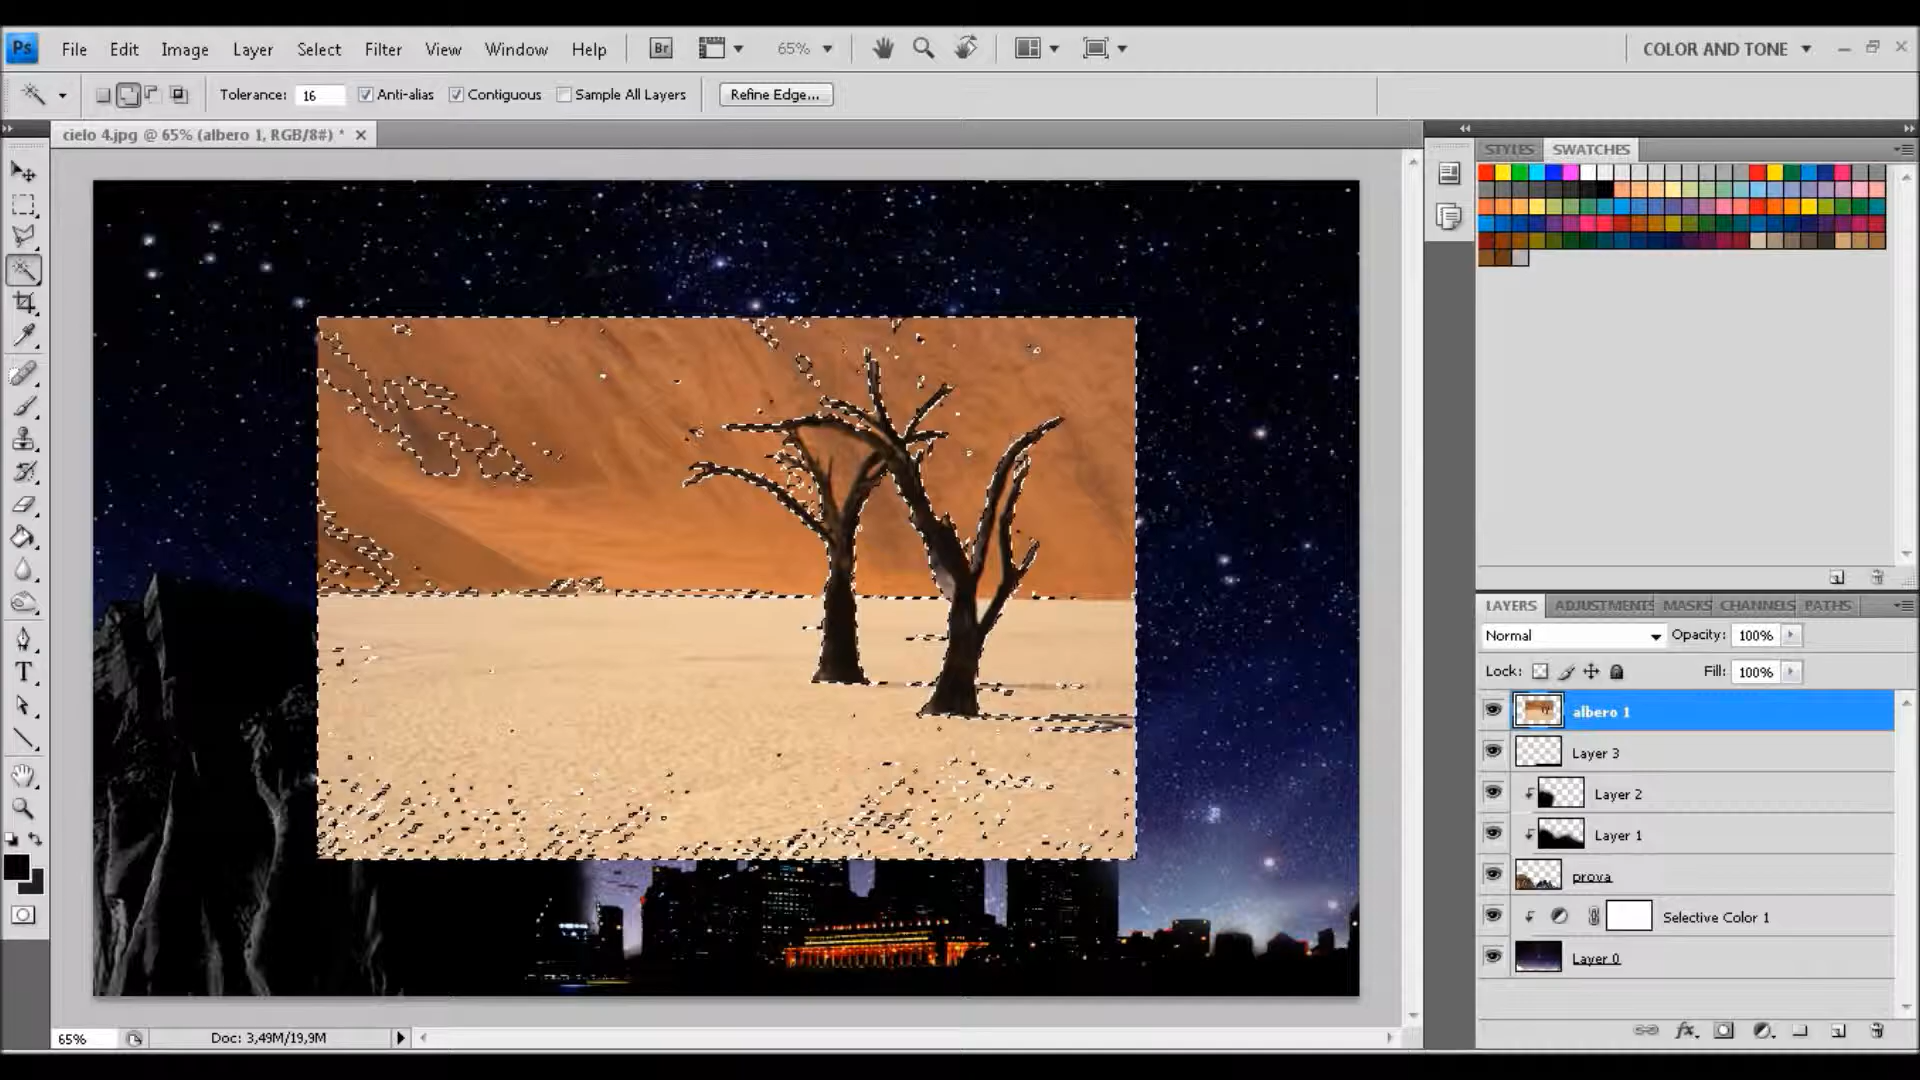 Ps File Edit Image Layer Select Filter View Window Help Br 65% COLOR AND TONE
Tolerance: 16 Anti-alias Contiguous Sample All Layers Refine Edge...
cielo 4.jpg @ 65% (albero 1, RGB/8#) *
STYLES SWATCHES
LAYERS ADJUSTMENTS MASKS CHANNELS PATHS
Normal Opacity: 100%
Lock: Fill: 100%
albero 1
Layer 3
Layer 2
Layer 1
prova
Selective Color 1
Layer 0
T
fx
65% Doc: 3,49M/19,9M